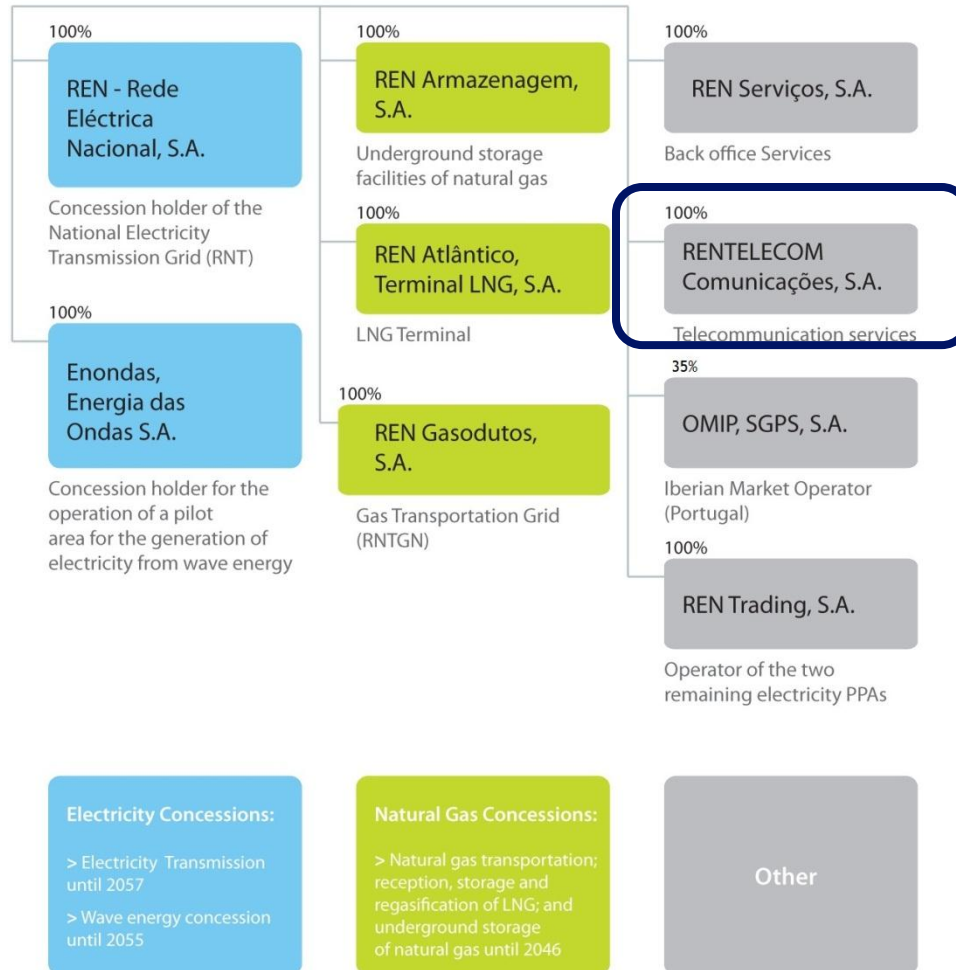 100%
REN - Rede
Eléctrica
Nacional, S.A.
Concession holder of the
National Electricity
Transmission Grid (RNT)
100%
Enondas,
Energia das
Ondas S.A.
Concession holder for the
operation of a pilot
area for the generation of
electricity from wave energy
100%
REN Armazenagem,
S.A.
Underground storage
facilities of natural gas
100%
REN Atlântico,
Terminal LNG, S.A.
LNG Terminal
100%
REN Gasodutos,
S.A.
Gas Transportation Grid
(RNTGN)
100%
REN Serviços, S.A.
Back office Services
100%
RENTELECOM
Comunicações, S.A.
Telecommunication services
35%
OMIP, SGPS, S.A.
Iberian Market Operator
(Portugal)
100%
REN Trading, S.A.
Operator of the two
remaining electricity PPAs
Electricity Concessions:
> Electricity Transmission
until 2057
> Wave energy concession
until 2055
Natural Gas Concessions:
> Natural gas transportation;
reception, storage and
regasification of LNG; and
underground storage
of natural gas until 2046
Other